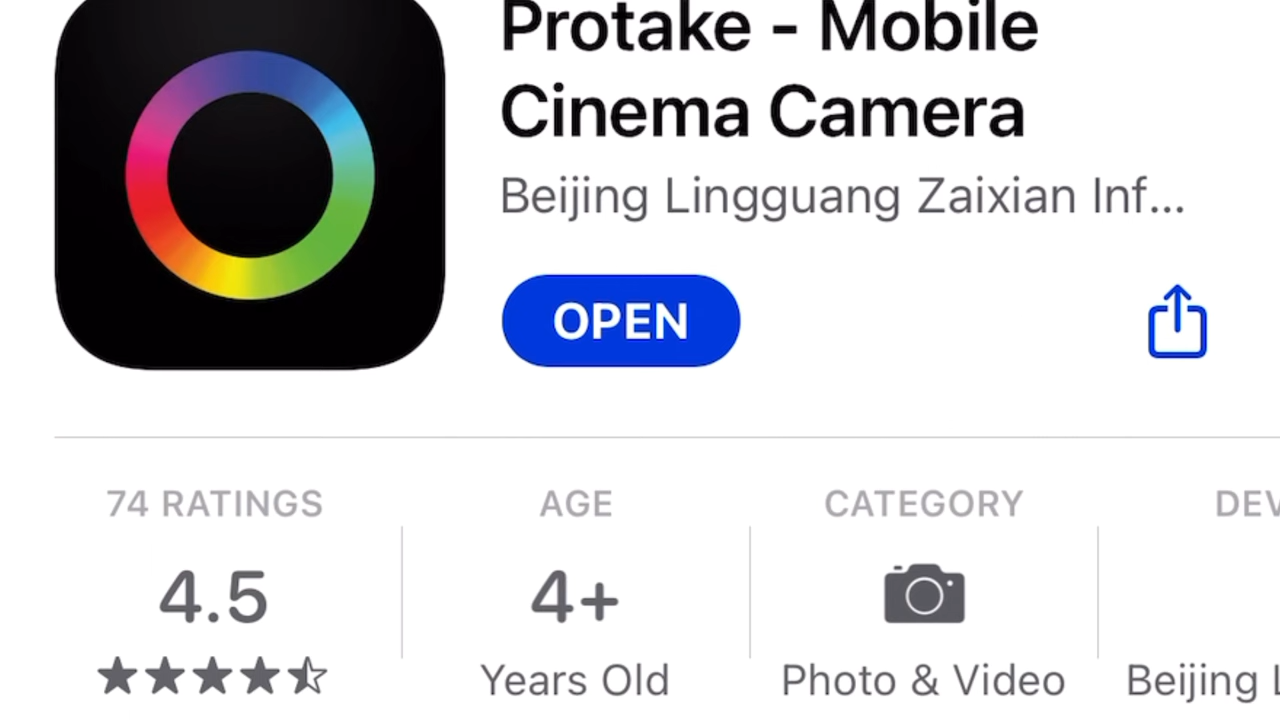 Protake - Mobile
Cinema Camera
Beijing Lingguang Zaixian Inf...
OPEN
74 RATINGS
4.5
AGE
4+
Years Old
CATEGORY
Photo & Video
DEV
Beijing L